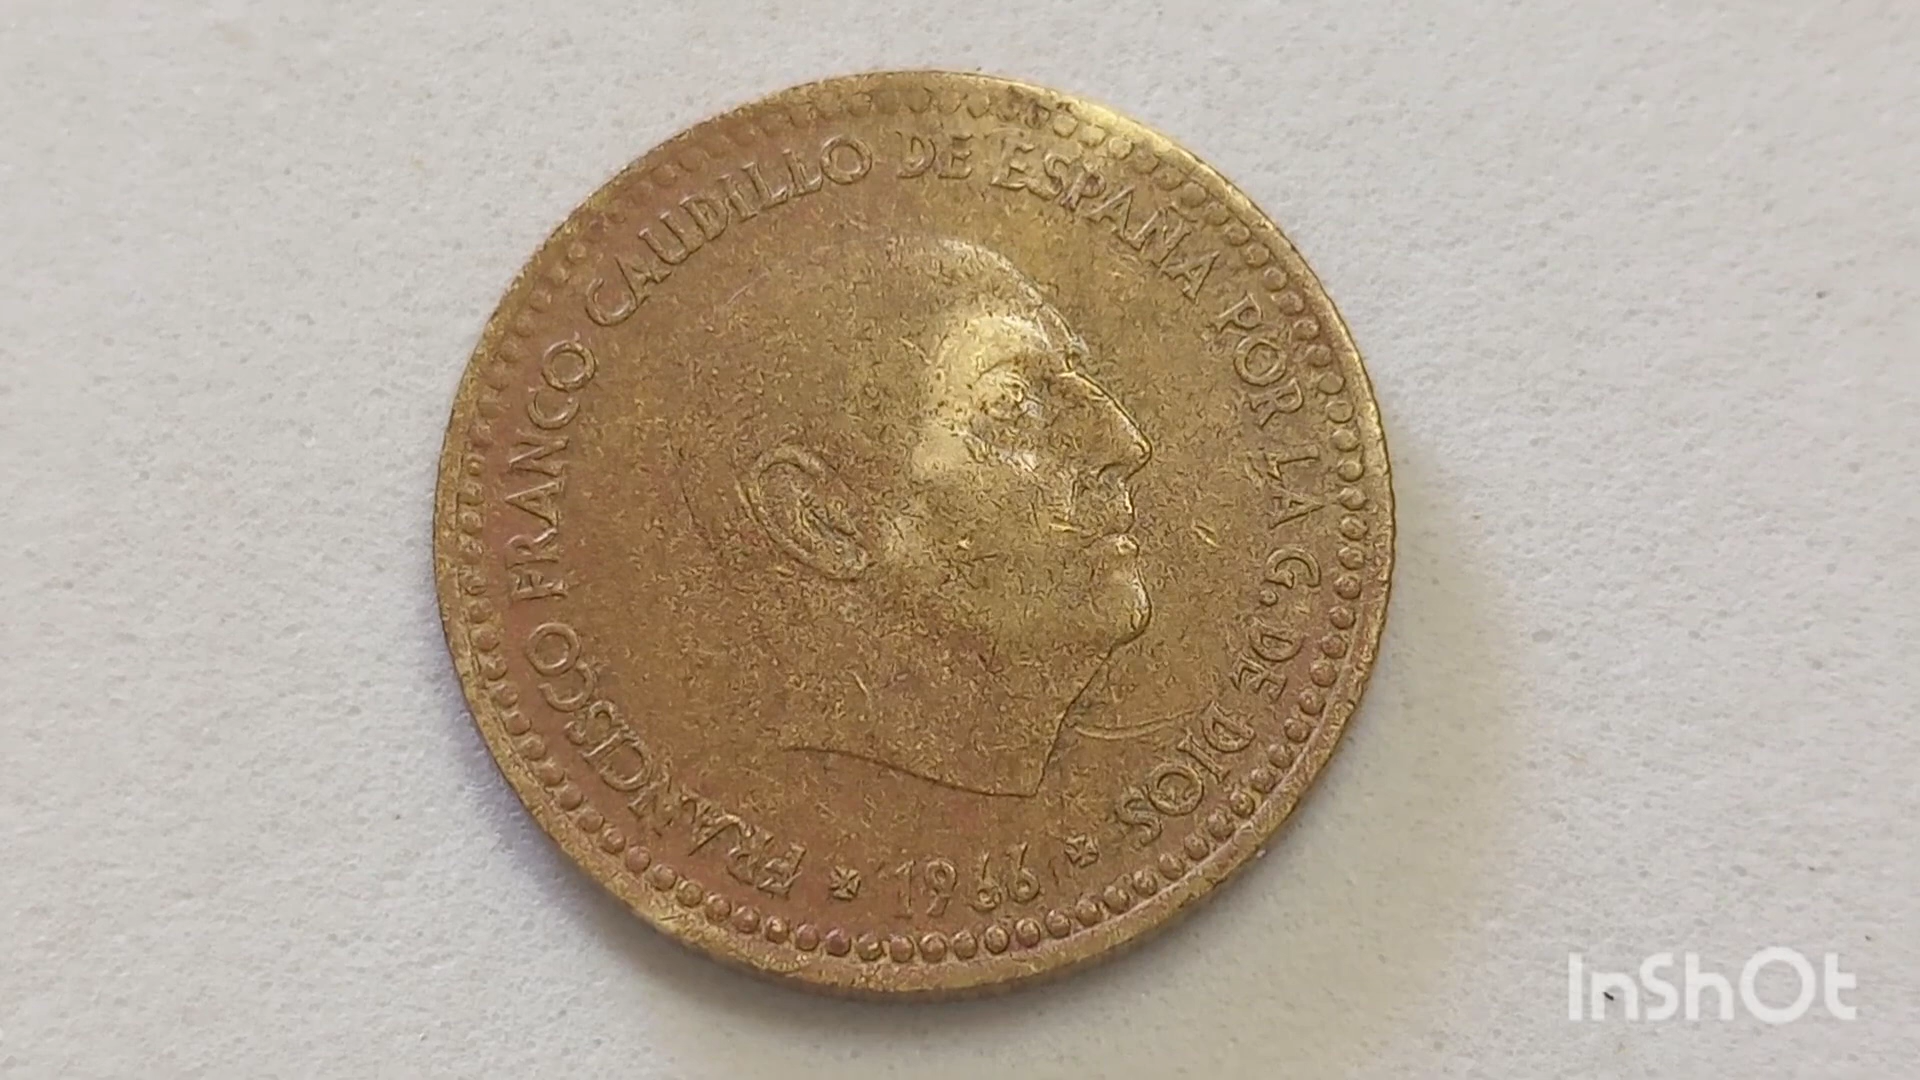 FRANCISCO FRANCO CAUDILLO DE ESPAÑA POR LA G. DE DIOS
1966
InShOt